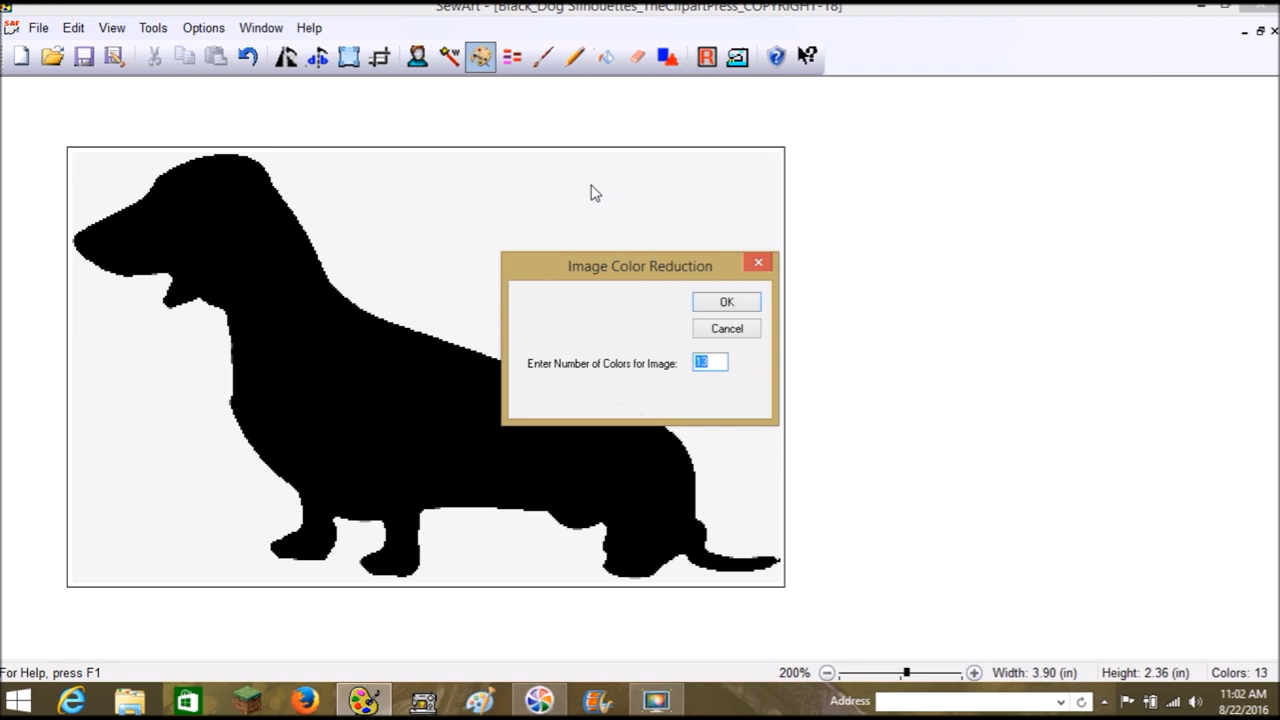 SewArt - [Black_Dog Silhouettes_TheClipartPress_COPYRIGHT-18]
File Edit View Tools Options Window Help
Image Color Reduction
OK
Cancel
Enter Number of Colors for Image: 13
For Help, press F1 200% Width: 3.90 (in) Height: 2.36 (in) Colors: 13
Address 11:02 AM
8/22/2016